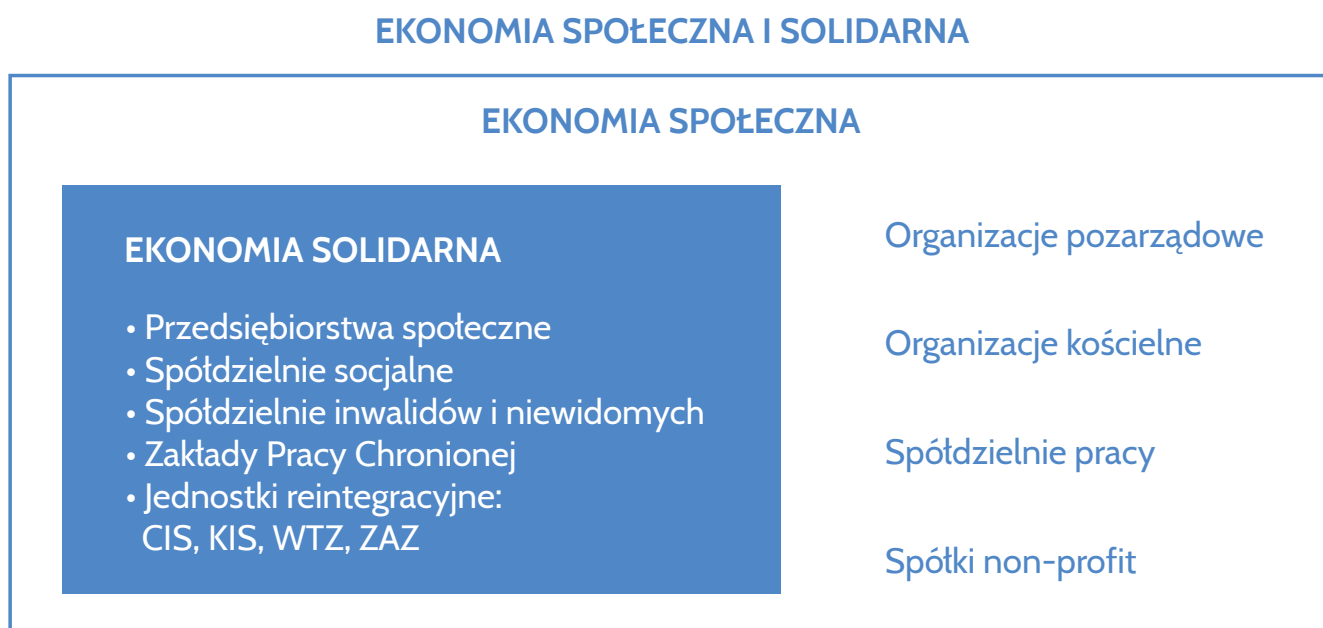 EKONOMIA SPOŁECZNA I SOLIDARNA
EKONOMIA SPOŁECZNA
EKONOMIA SOLIDARNA
• Przedsiębiorstwa społeczne
• Spółdzielnie socjalne
• Spółdzielnie inwalidów i niewidomych
• Zakłady Pracy Chronionej
• Jednostki reintegracyjne:
CIS, KIS, WTZ, ZAZ
Organizacje pozarządowe
Organizacje kościelne
Spółdzielnie pracy
Spółki non-profit